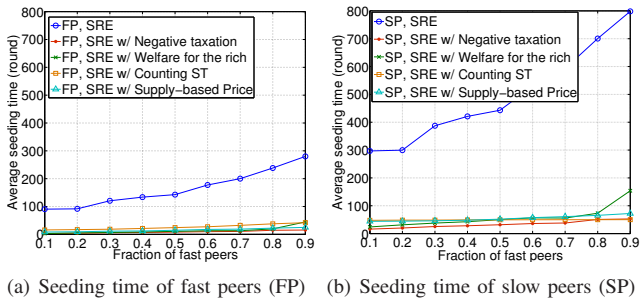 800
700
600
500
400
300
200
100
0
Average seeding time (round)
FP, SRE
FP, SRE w/ Negative taxation
FP, SRE w/ Welfare for the rich
FP, SRE w/ Counting ST
FP, SRE w/ Supply-based Price
0.1 0.2 0.3 0.4 0.5 0.6 0.7 0.8 0.9
Fraction of fast peers
(a) Seeding time of fast peers (FP)
800
700
600
500
400
300
200
100
0
Average seeding time (round)
SP, SRE
SP, SRE w/ Negative taxation
SP, SRE w/ Welfare for the rich
SP, SRE w/ Counting ST
SP, SRE w/ Supply-based Price
0.1 0.2 0.3 0.4 0.5 0.6 0.7 0.8 0.9
Fraction of fast peers
(b) Seeding time of slow peers (SP)